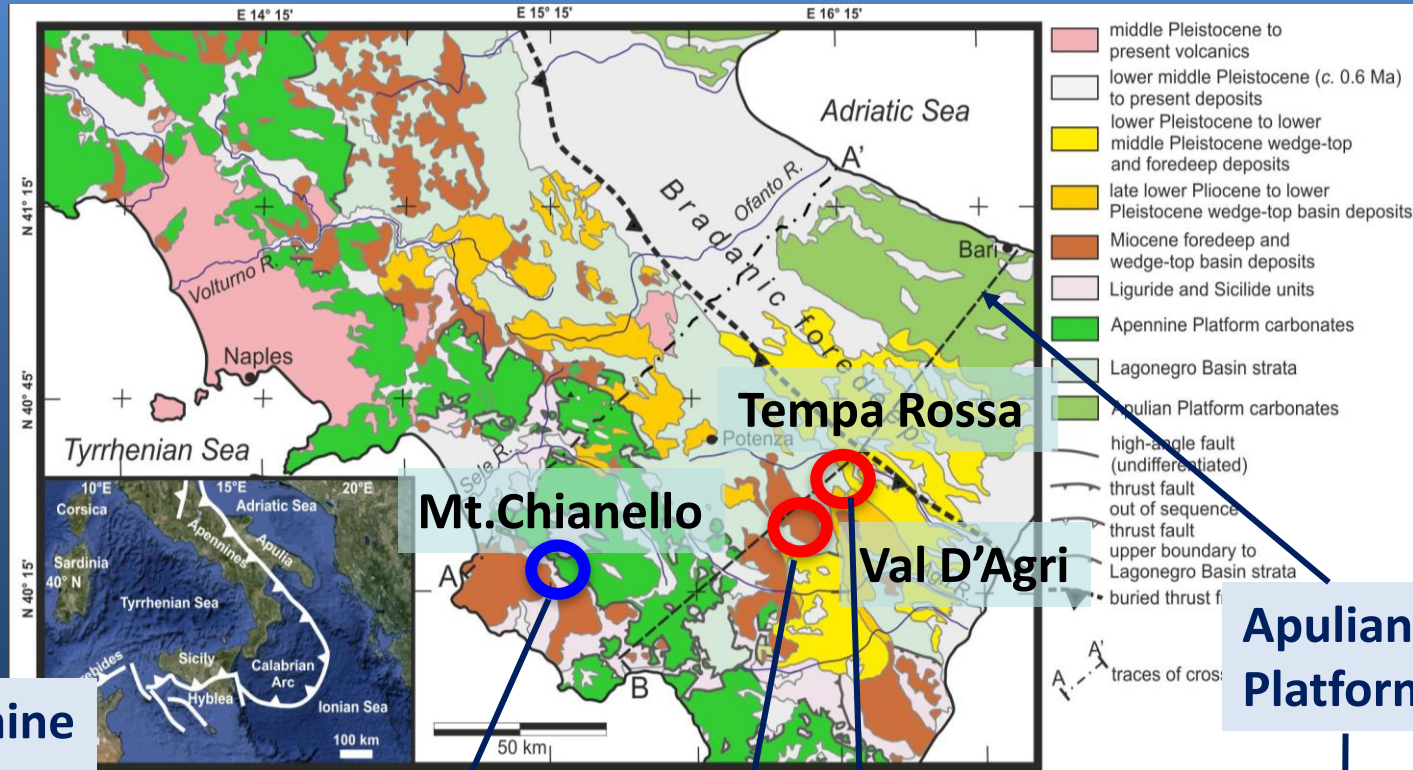 E 14° 15'
E 15° 15'
E 16° 15'
N 41° 15'
N 40° 45'
N 40° 15'
Adriatic Sea
A'
Ofanto R.
Bradanic foredeep
Bari
Volturno R.
Naples
Tyrrhenian Sea
Sele R.
Potenza
Tempa Rossa
Mt.Chianello
Val D'Agri
A
B
50 km
10°E
15°E
20°E
Corsica
Adriatic Sea
Apennines
Apulia
Sardinia
40° N
Tyrrhenian Sea
Sicily
Calabrian
Arc
Hyblea
Ionian Sea
100 km
middle Pleistocene to
present volcanics
lower middle Pleistocene (c. 0.6 Ma)
to present deposits
lower Pleistocene to lower
middle Pleistocene wedge-top
and foredeep deposits
late lower Pliocene to lower
Pleistocene wedge-top basin deposits
Miocene foredeep and
wedge-top basin deposits
Liguride and Sicilide units
Apennine Platform carbonates
Lagonegro Basin strata
Apulian Platform carbonates
high-angle fault
(undifferentiated)
thrust fault
out of sequence
thrust fault
upper boundary to
Lagonegro Basin strata
buried thrust
A A' traces of
Apulian